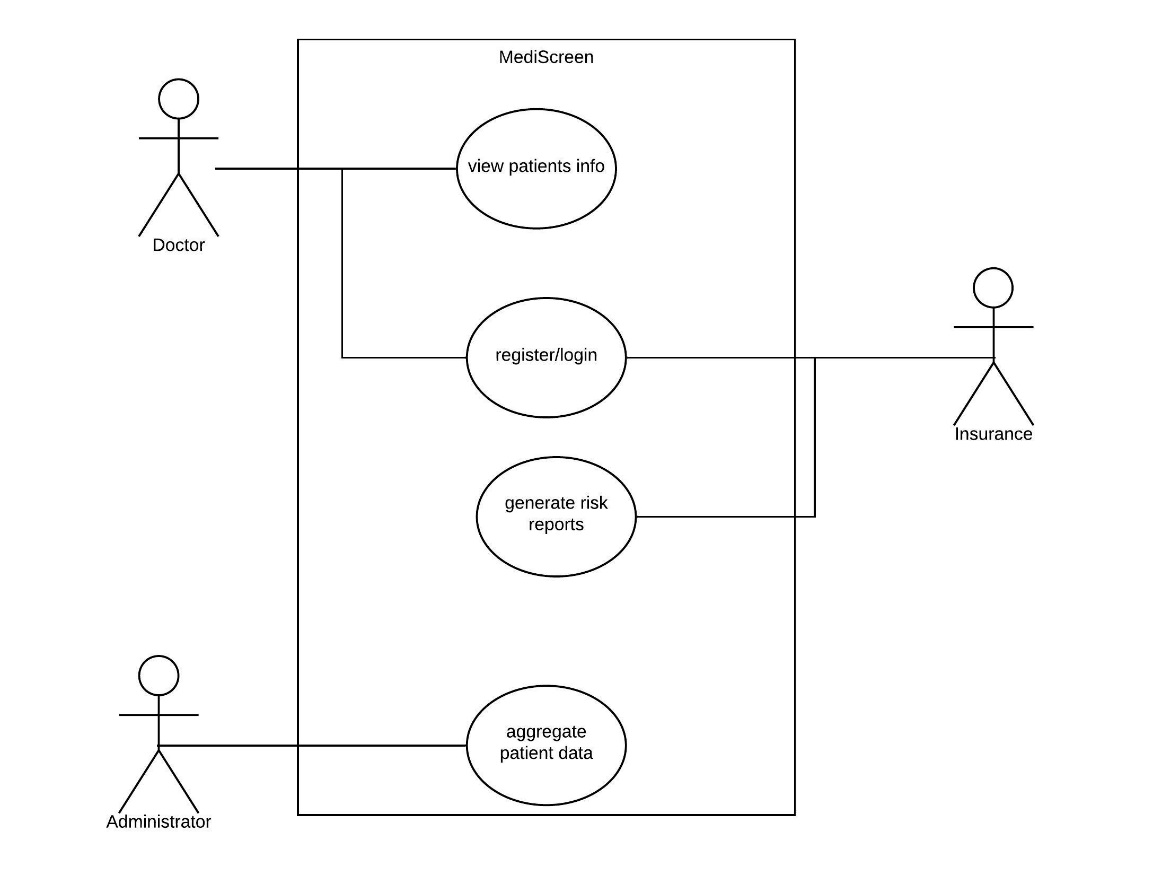 MediScreen
view patients info
Doctor
register/login
Insurance
generate risk
reports
aggregate
patient data
Administrator